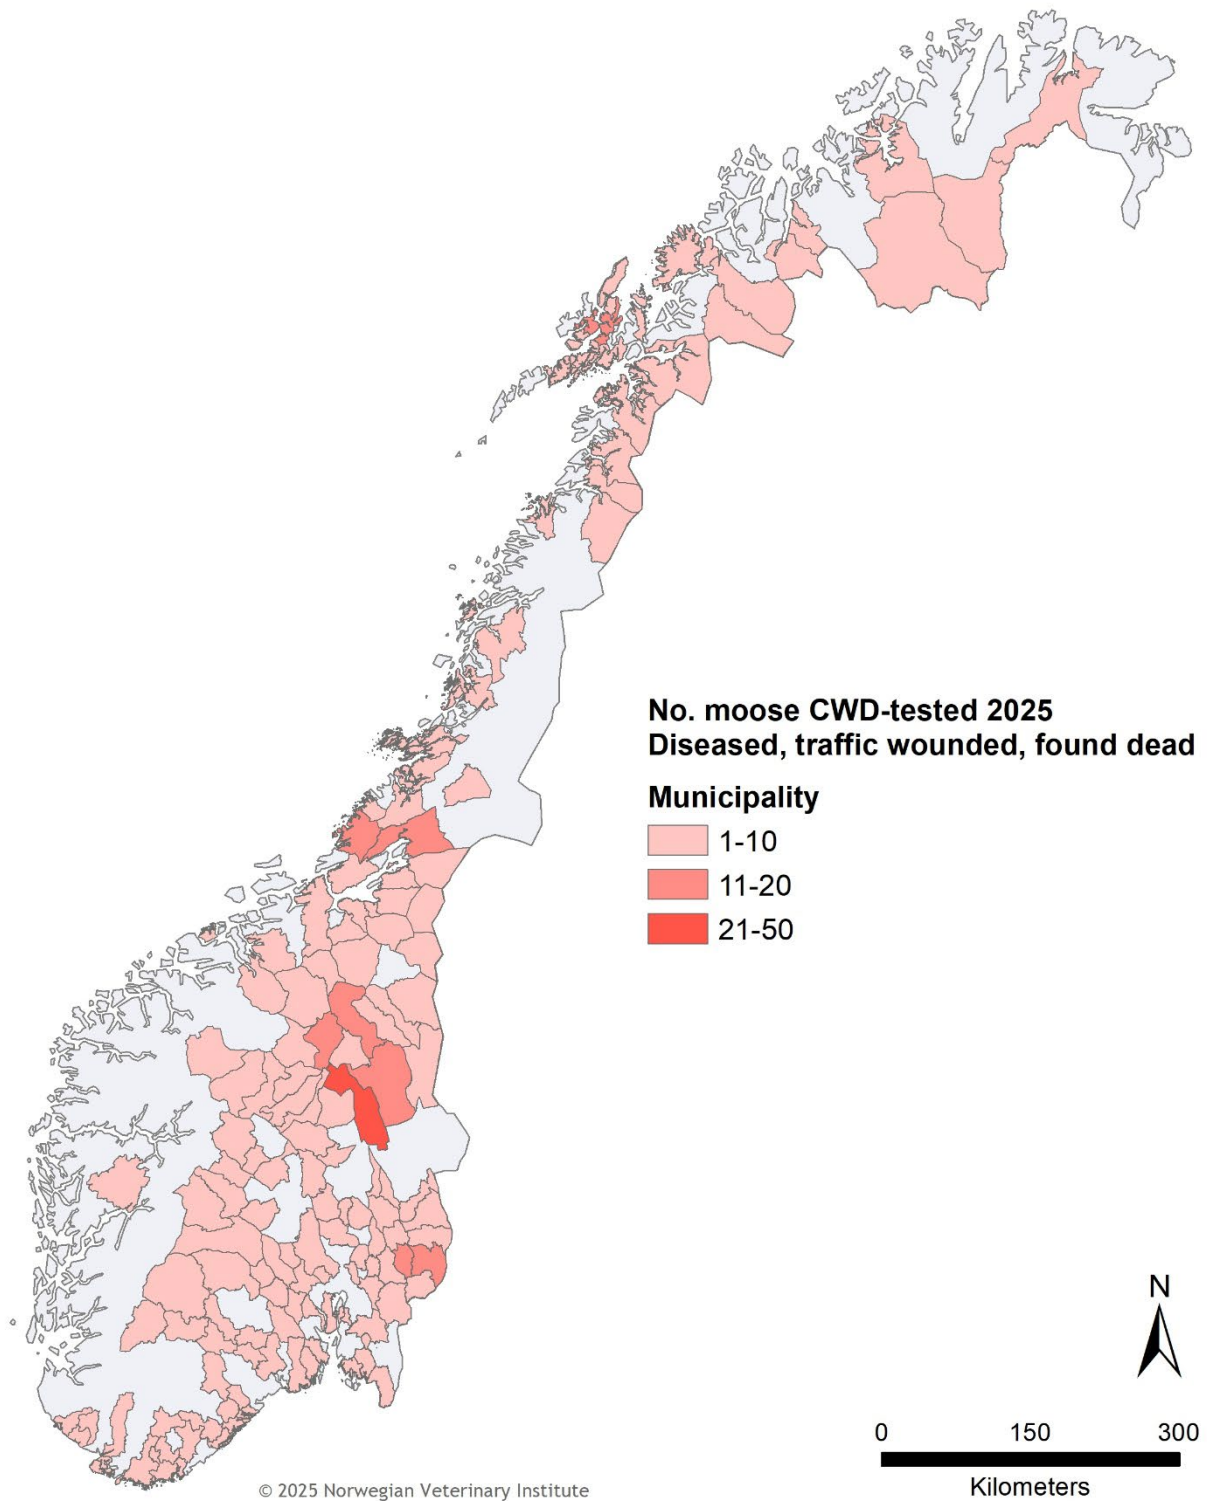 No. moose CWD-tested 2025
Diseased, traffic wounded, found dead
Municipality
1-10
11-20
21-50
N
0 150 300
Kilometers
© 2025 Norwegian Veterinary Institute